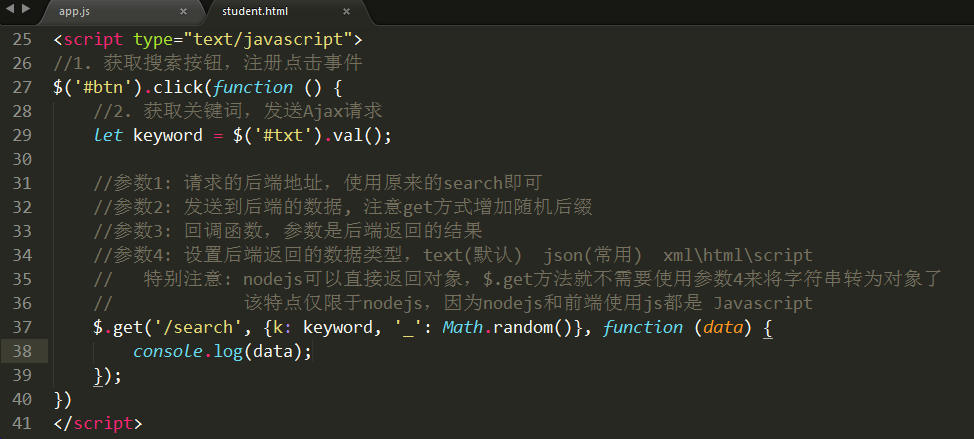 app.js × student.html ×
25 <script type="text/javascript">
26 //1. 获取搜索按钮，注册点击事件
27 $('#btn').click(function () {
28     //2. 获取关键词，发送Ajax请求
29     let keyword = $('#txt').val();
30
31     //参数1: 请求的后端地址，使用原来的search即可
32     //参数2: 发送到后端的数据, 注意get方式增加随机后缀
33     //参数3: 回调函数，参数是后端返回的结果
34     //参数4: 设置后端返回的数据类型，text(默认)  json(常用)  xml\html\script
35     //   特别注意: nodejs可以直接返回对象，$.get方法就不需要使用参数4来将字符串转为对象了
36     //             该特点仅限于nodejs，因为nodejs和前端使用js都是 Javascript
37     $.get('/search', {k: keyword, '_': Math.random()}, function (data) {
38         console.log(data);
39     });
40 })
41 </script>